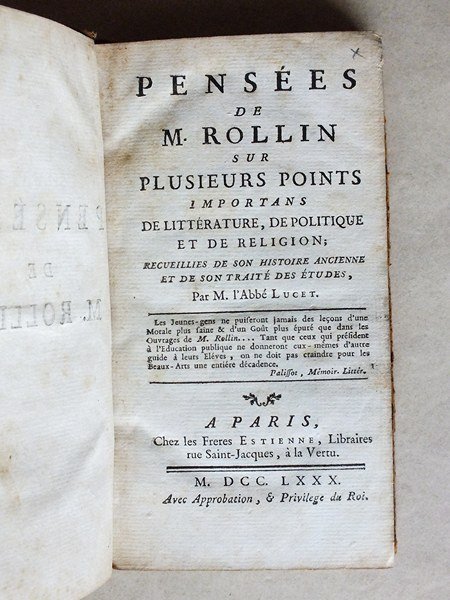 PENSÉES
DE
M. ROLLIN
SUR
PLUSIEURS POINTS
IMPORTANS
DE LITTÉRATURE, DE POLITIQUE
ET DE RELIGION;
RECUEILLIES DE SON HISTOIRE ANCIENNE
ET DE SON TRAITÉ DES ÉTUDES,
Par M. l'Abbé LUCET.
Les Jeunes-gens ne puiseront jamais des leçons d'une
Morale plus saine & d'un Goût plus épuré que dans les
Ouvrages de M. Rollin.... Tant que ceux qui président
à l'Education publique ne donneront eux-mêmes d'autre
guide à leurs Elèves, on ne doit pas craindre pour les
Beaux-Arts une entière décadence.
Palissot, Mémoir. Littér.
A PARIS,
Chez les Freres ESTIENNE, Libraires
rue Saint-Jacques, à la Vertu.
M. DCC. LXXX.
Avec Approbation, & Privilege du Roi.
PENSÉ
DE
M. ROLLI